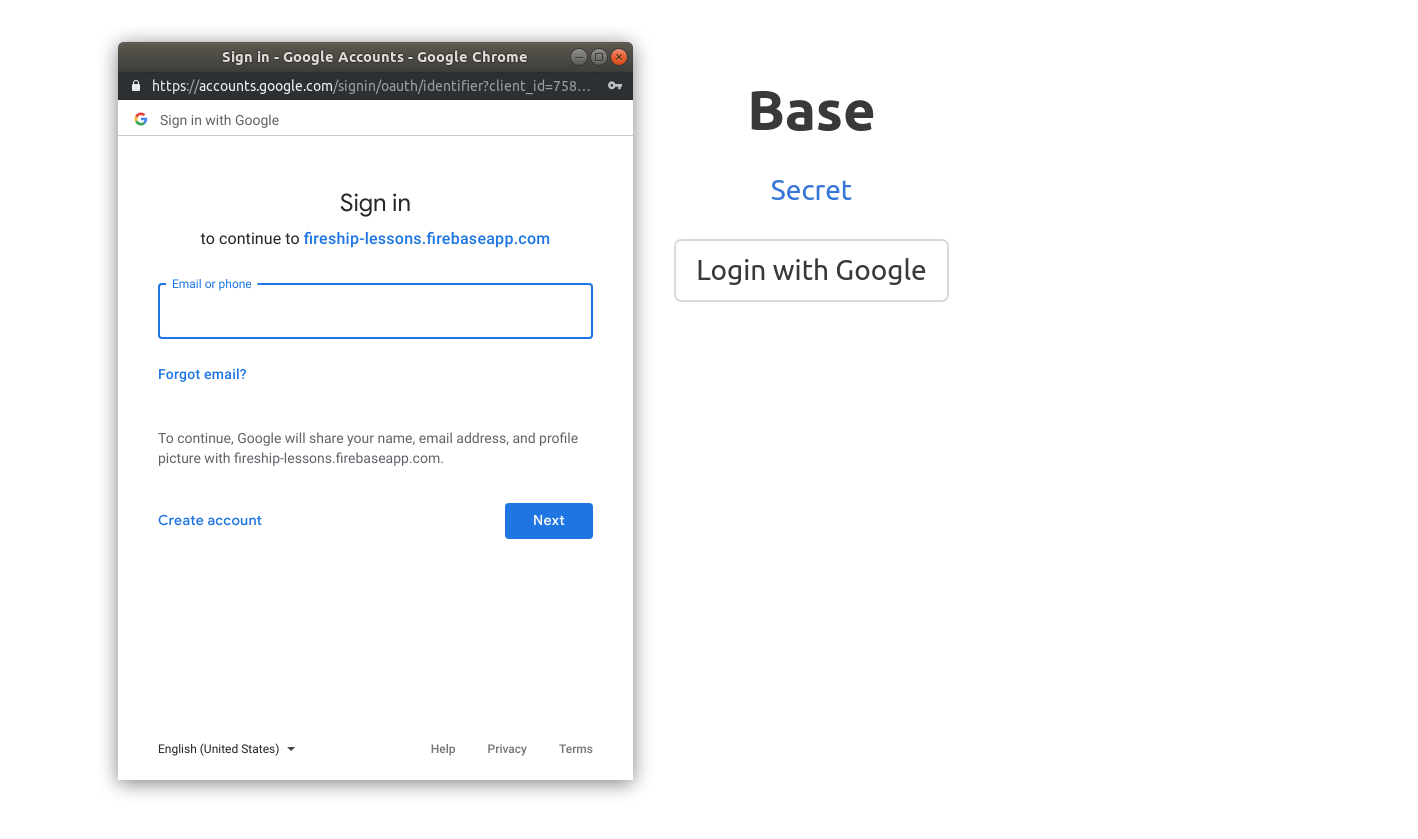 Sign in - Google Accounts - Google Chrome
https://accounts.google.com/signin/oauth/identifier?client_id=758...
Sign in with Google
Sign in
to continue to fireship-lessons.firebaseapp.com
Email or phone
Forgot email?
To continue, Google will share your name, email address, and profile
picture with fireship-lessons.firebaseapp.com.
Create account
Next
English (United States)
Help
Privacy
Terms
Base
Secret
Login with Google